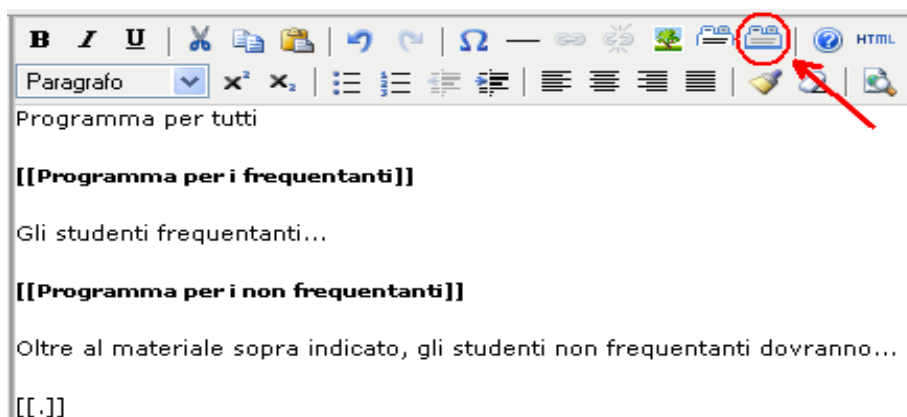 B I U Ω HTML
Paragrafo x² x₂
Programma per tutti
[[Programma per i frequentanti]]
Gli studenti frequentanti...
[[Programma per i non frequentanti]]
Oltre al materiale sopra indicato, gli studenti non frequentanti dovranno...
[[.]]